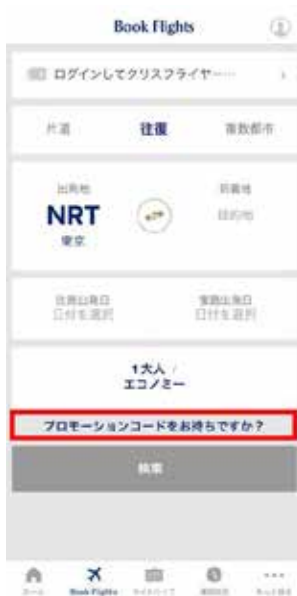 Book Flights
ログインしてクリスフライヤー……
片道 往復 複数都市
出発地 到着地
NRT 目的地
東京
往路出発日 復路出発日
日付を選択 日付を選択
1大人 /
エコノミー
プロモーションコードをお持ちですか？
検索
ホーム Book Flights